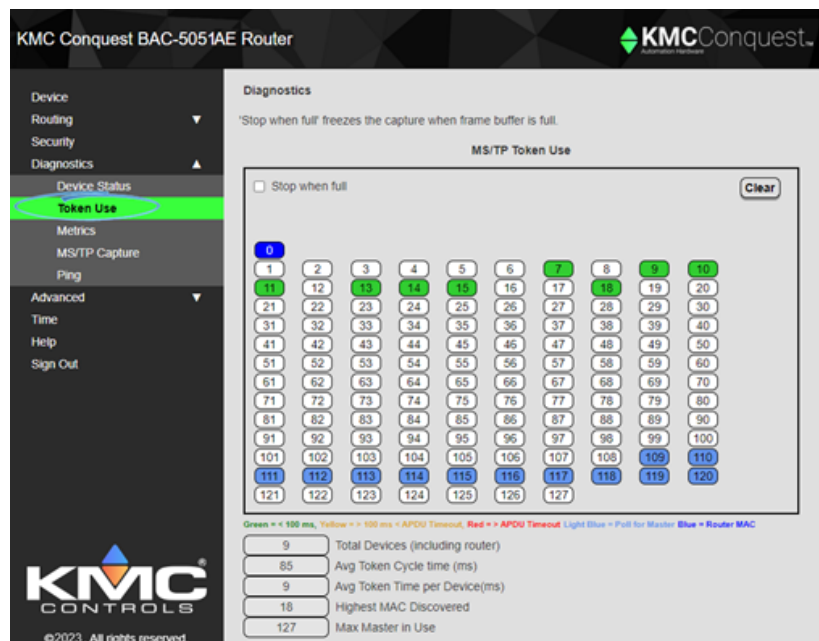 KMC Conquest BAC-5051AE Router
KMCConquest™
Automation Hardware
Device
Routing ▼
Security
Diagnostics ▲
Device Status
Token Use
Metrics
MS/TP Capture
Ping
Advanced ▼
Time
Help
Sign Out
KMC®
CONTROLS
©2023 All rights reserved
Diagnostics
'Stop when full' freezes the capture when frame buffer is full.
MS/TP Token Use
Stop when full Clear
0
1 2 3 4 5 6 7 8 9 10
11 12 13 14 15 16 17 18 19 20
21 22 23 24 25 26 27 28 29 30
31 32 33 34 35 36 37 38 39 40
41 42 43 44 45 46 47 48 49 50
51 52 53 54 55 56 57 58 59 60
61 62 63 64 65 66 67 68 69 70
71 72 73 74 75 76 77 78 79 80
81 82 83 84 85 86 87 88 89 90
91 92 93 94 95 96 97 98 99 100
101 102 103 104 105 106 107 108 109 110
111 112 113 114 115 116 117 118 119 120
121 122 123 124 125 126 127
Green = < 100 ms, Yellow = > 100 ms < APDU Timeout, Red = > APDU Timeout Light Blue = Poll for Master Blue = Router MAC
9 Total Devices (including router)
85 Avg Token Cycle time (ms)
9 Avg Token Time per Device(ms)
18 Highest MAC Discovered
127 Max Master in Use